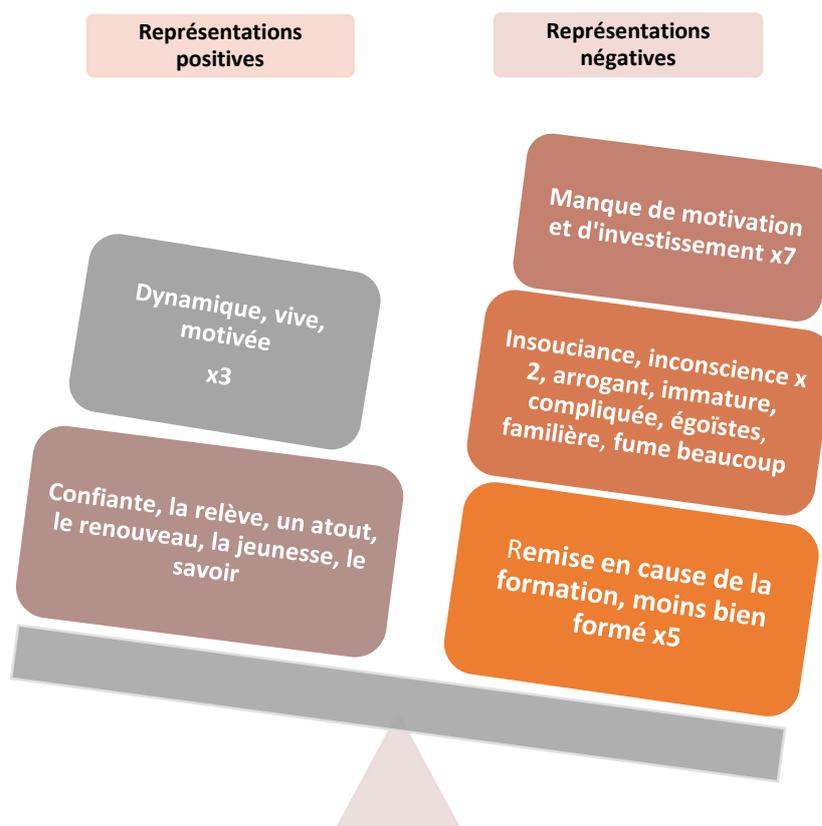 Représentations
positives
Dynamique, vive,
motivée
x3
Confiante, la relève, un atout,
le renouveau, la jeunesse, le
savoir
Représentations
négatives
Manque de motivation
et d'investissement x7
Insouciance, inconscience x
2, arrogant, immature,
compliquée, égoïstes,
familière, fume beaucoup
Remise en cause de la
formation, moins bien
formé x5